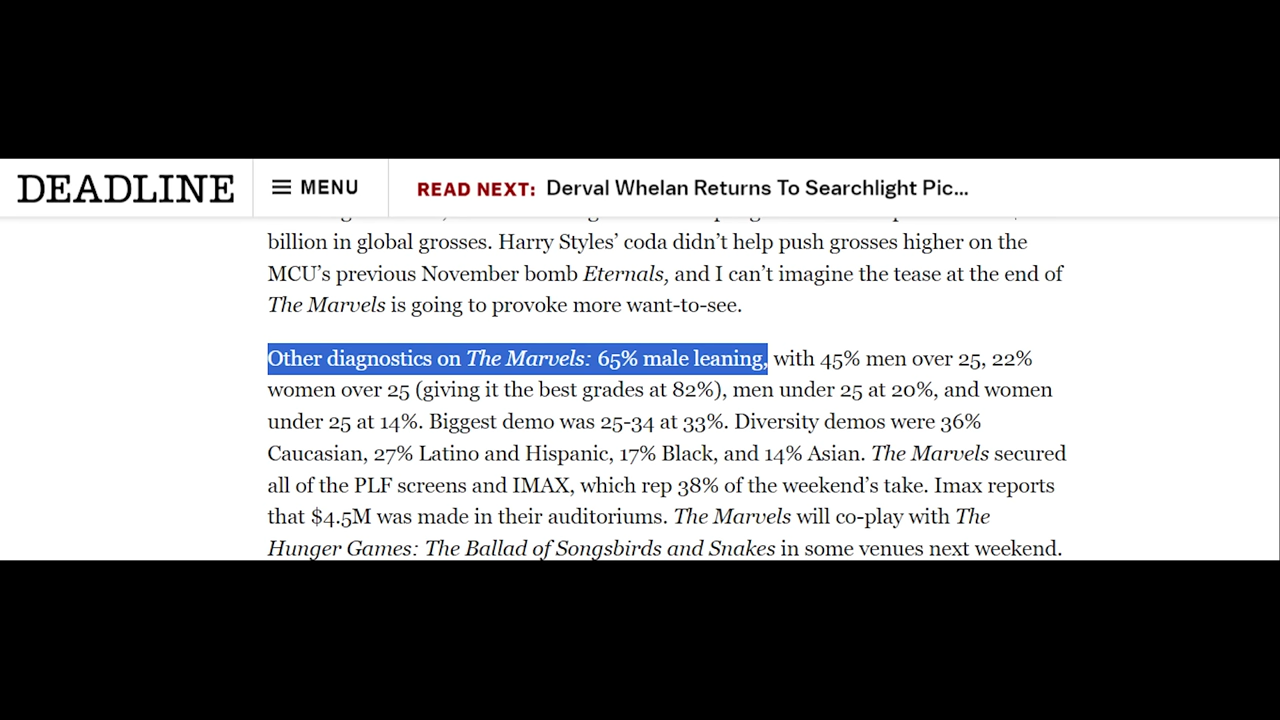 DEADLINE
MENU
READ NEXT: Derval Whelan Returns To Searchlight Pic...
billion in global grosses. Harry Styles’ coda didn’t help push grosses higher on the
MCU’s previous November bomb Eternals, and I can’t imagine the tease at the end of
The Marvels is going to provoke more want-to-see.
Other diagnostics on The Marvels: 65% male leaning, with 45% men over 25, 22%
women over 25 (giving it the best grades at 82%), men under 25 at 20%, and women
under 25 at 14%. Biggest demo was 25-34 at 33%. Diversity demos were 36%
Caucasian, 27% Latino and Hispanic, 17% Black, and 14% Asian. The Marvels secured
all of the PLF screens and IMAX, which rep 38% of the weekend’s take. Imax reports
that $4.5M was made in their auditoriums. The Marvels will co-play with The
Hunger Games: The Ballad of Songsbirds and Snakes in some venues next weekend.